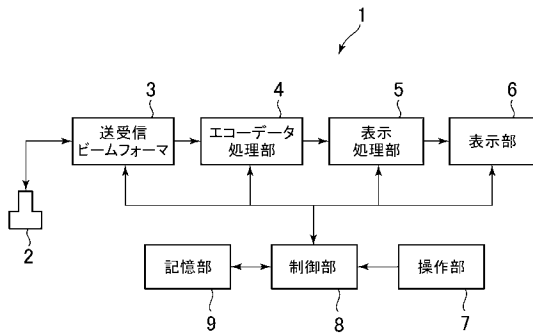 1
3
4
5
6
送受信
ビームフォーマ
エコーデータ
処理部
表示
処理部
表示部
2
記憶部
制御部
操作部
9
8
7